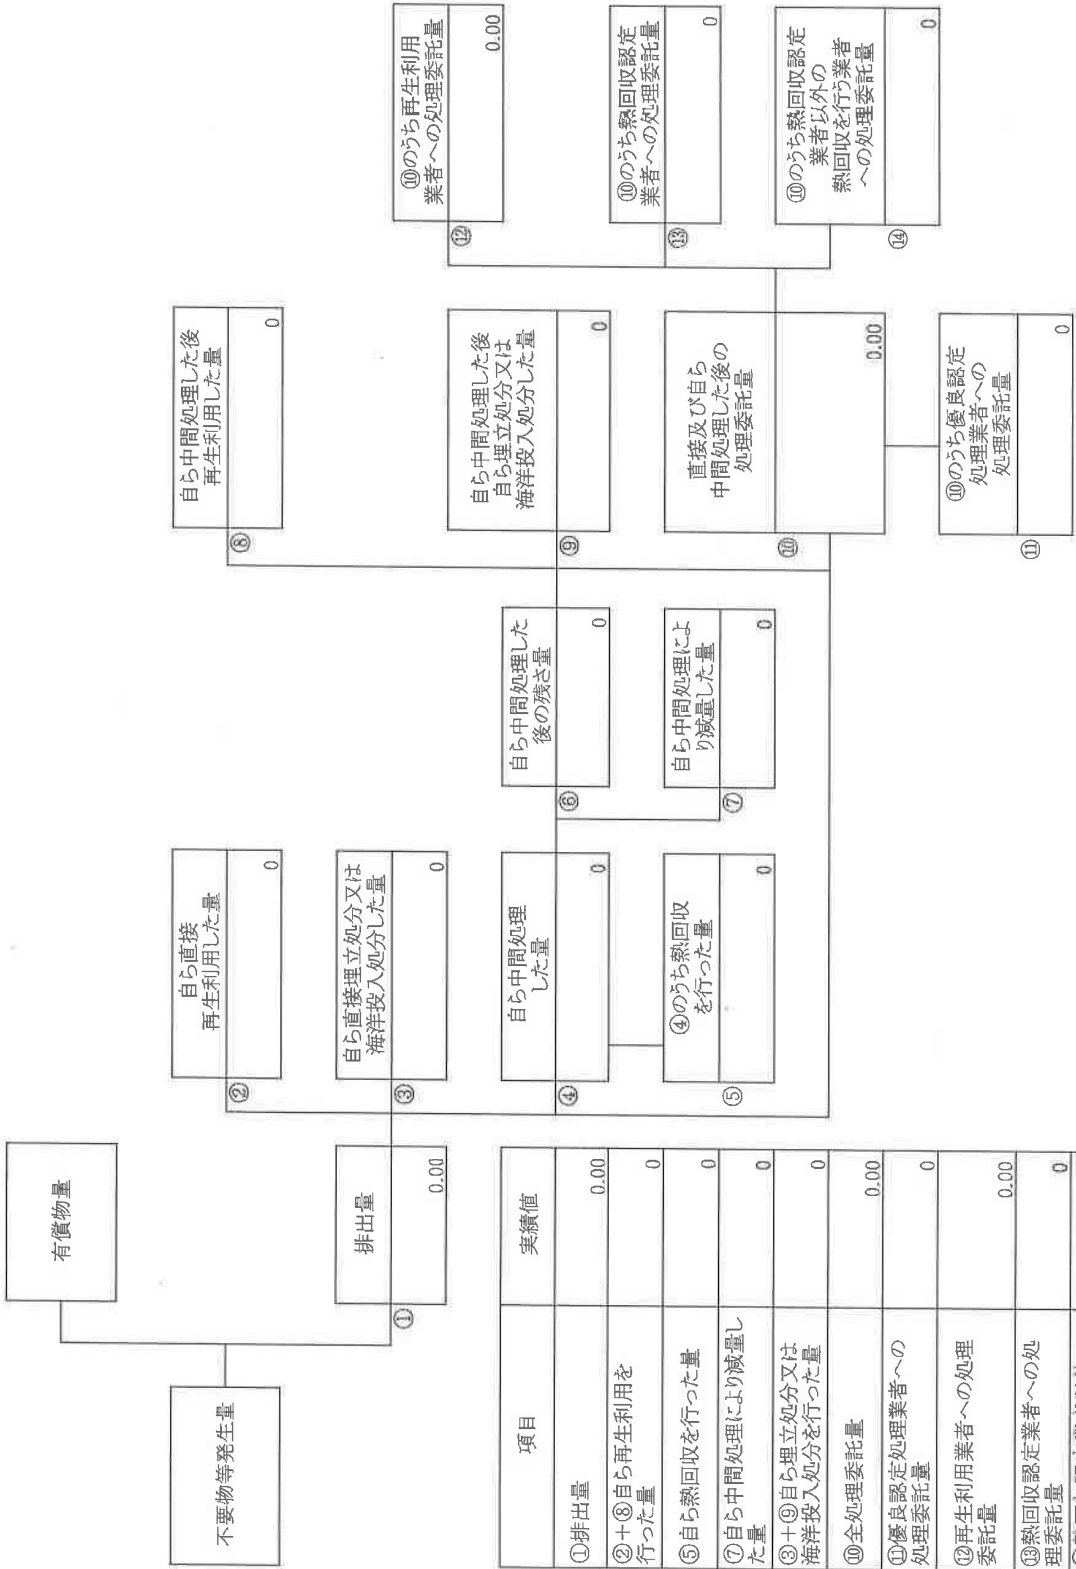 不要物等発生量
有償物量
①
排出量
0.00
②
自ら直接
再生利用した量
0
③
自ら直接埋立処分又は
海洋投入処分した量
0
④
自ら中間処理
した量
0
⑤
④のうち熱回収
を行った量
0
⑥
自ら中間処理した
後の残さ量
0
⑦
自ら中間処理によ
り減量した量
0
⑧
自ら中間処理した後
再生利用した量
0
⑨
自ら中間処理した後
自ら埋立処分又は
海洋投入処分した量
0
⑩
直接及び自ら
中間処理した後の
処理委託量
0.00
⑪
⑩のうち優良認定
処理業者への
処理委託量
0
⑫
⑩のうち再生利用
業者への処理委託量
0.00
⑬
⑩のうち熱回収認定
業者への処理委託量
0
⑭
⑩のうち熱回収認定
業者以外の
熱回収を行う業者
への処理委託量
0
項目 実績値
①排出量 0.00
②+⑧自ら再生利用を
行った量 0
⑤自ら熱回収を行った量 0
⑦自ら中間処理により減量し
た量 0
③+⑨自ら埋立処分又は
海洋投入処分を行った量 0
⑩全処理委託量 0.00
⑪優良認定処理業者への
処理委託量 0
⑫再生利用業者への処理
委託量 0.00
⑬熱回収認定業者への処
理委託量 0